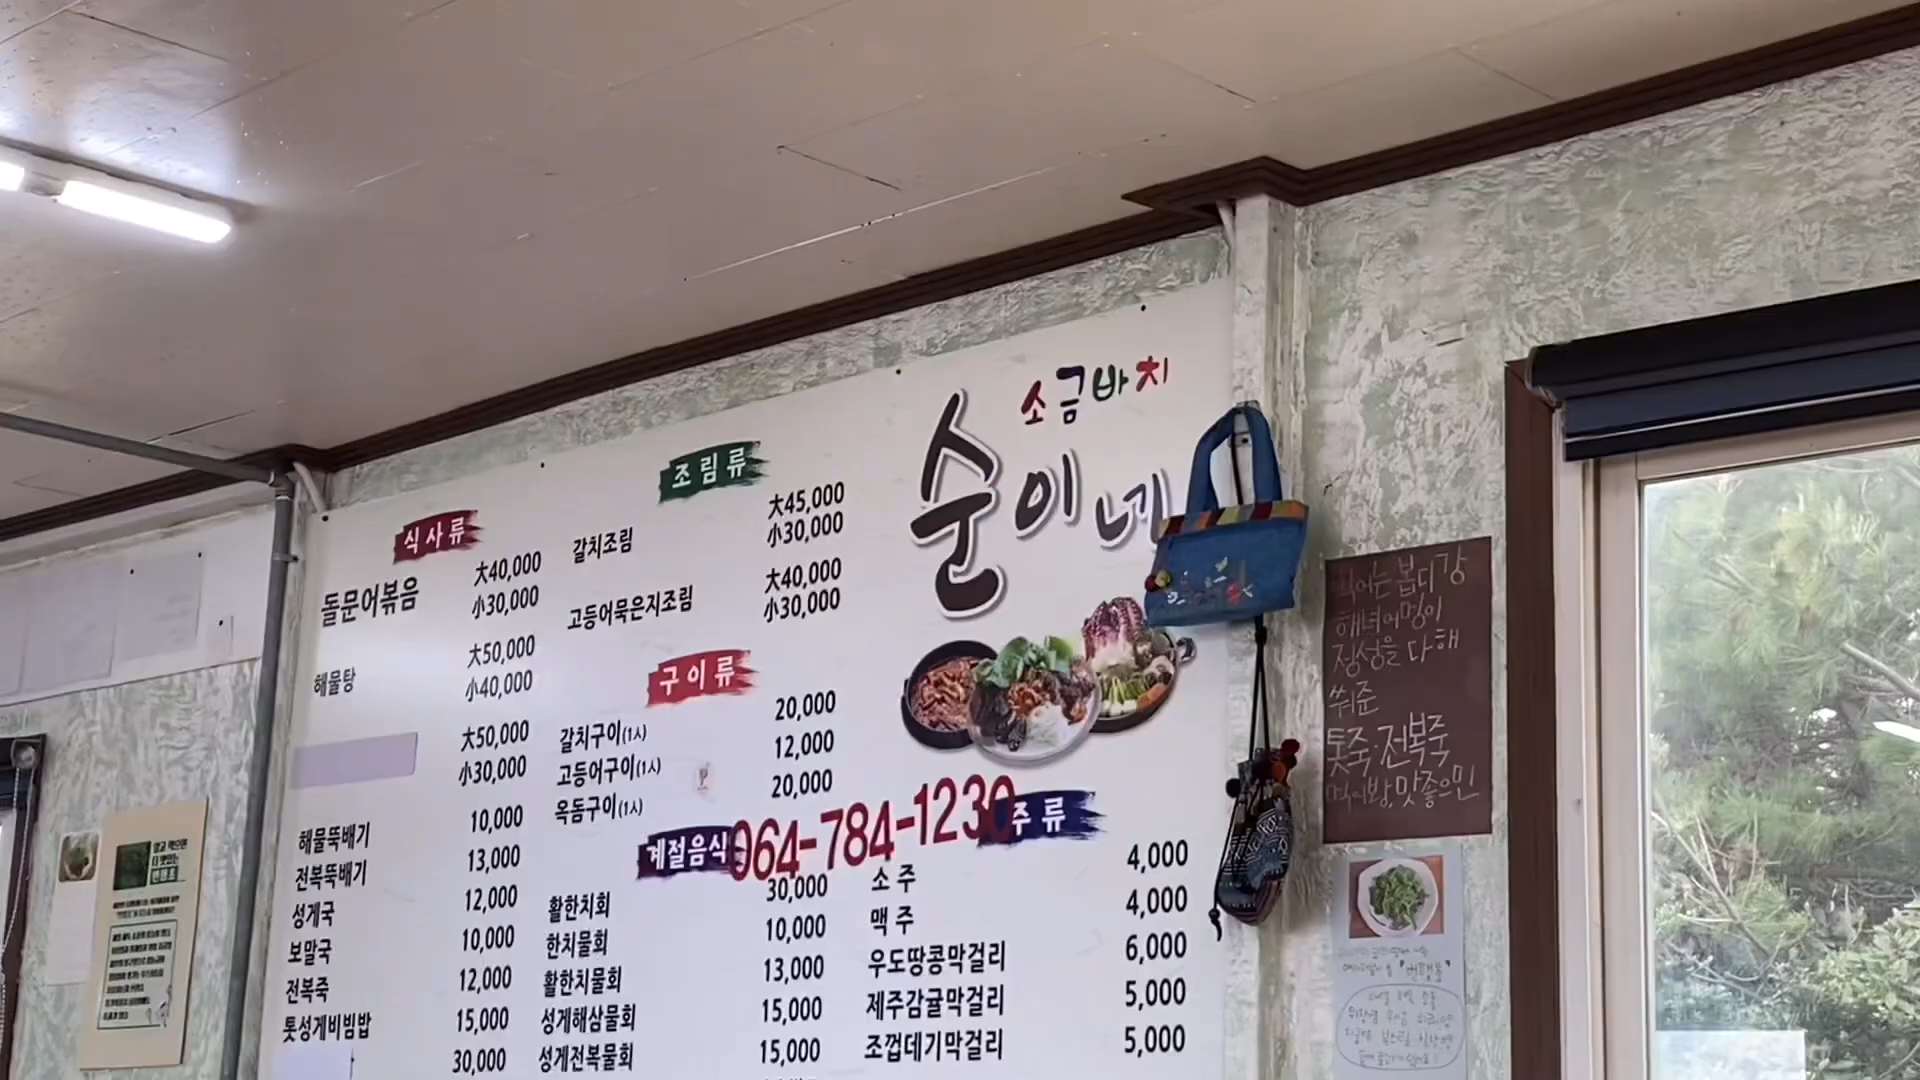 소금바치
순이네
식사류
돌문어볶음 大40,000
小30,000
해물탕 大50,000
小40,000
大50,000
小30,000
해물뚝배기 10,000
전복뚝배기 13,000
성게국 12,000
보말국 10,000
전복죽 12,000
톳성게비빔밥 15,000
30,000
조림류
갈치조림 大45,000
小30,000
고등어묵은지조림 大40,000
小30,000
구이류
갈치구이(1人) 20,000
고등어구이(1人) 12,000
옥돔구이(1人) 20,000
064-784-1230
계절음식
활한치회 30,000
한치물회 10,000
활한치물회 13,000
성게해삼물회 15,000
성게전복물회 15,000
주류
소주 4,000
맥주 4,000
우도땅콩막걸리 6,000
제주감귤막걸리 5,000
조껍데기막걸리 5,000
해녀어멍이
정성을 다해
쑤워준
톳죽·전복죽
알고 먹으면
더 맛있는